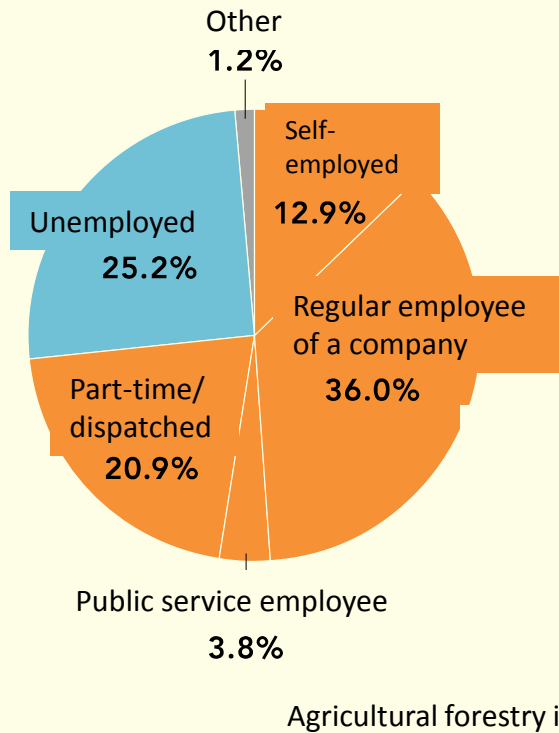 Other
1.2%
Self-
employed
12.9%
Unemployed
25.2%
Regular employee
of a company
36.0%
Part-time/
dispatched
20.9%
Public service employee
3.8%
Agricultural forestry i